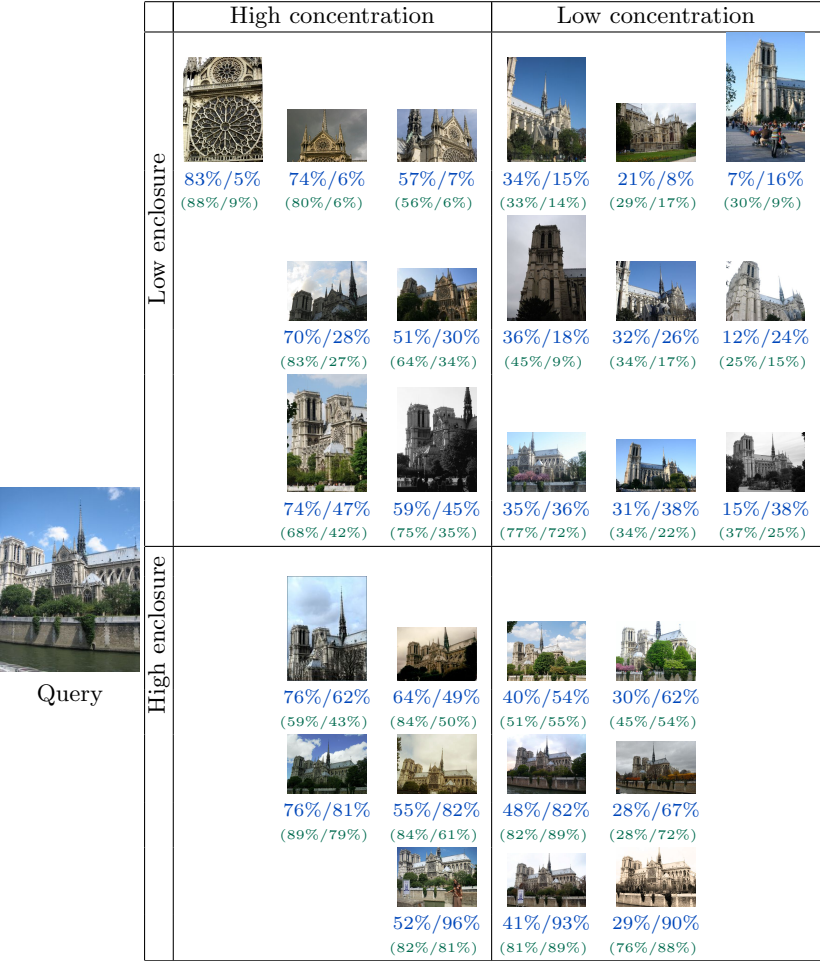 High concentration Low concentration
Low enclosure
83%/5% 74%/6% 57%/7% 34%/15% 21%/8% 7%/16%
(88%/9%) (80%/6%) (56%/6%) (33%/14%) (29%/17%) (30%/9%)
70%/28% 51%/30% 36%/18% 32%/26% 12%/24%
(83%/27%) (64%/34%) (45%/9%) (34%/17%) (25%/15%)
74%/47% 59%/45% 35%/36% 31%/38% 15%/38%
(68%/42%) (75%/35%) (77%/72%) (34%/22%) (37%/25%)
High enclosure
Query
76%/62% 64%/49% 40%/54% 30%/62%
(59%/43%) (84%/50%) (51%/55%) (45%/54%)
76%/81% 55%/82% 48%/82% 28%/67%
(89%/79%) (84%/61%) (82%/89%) (28%/72%)
52%/96% 41%/93% 29%/90%
(82%/81%) (81%/89%) (76%/88%)